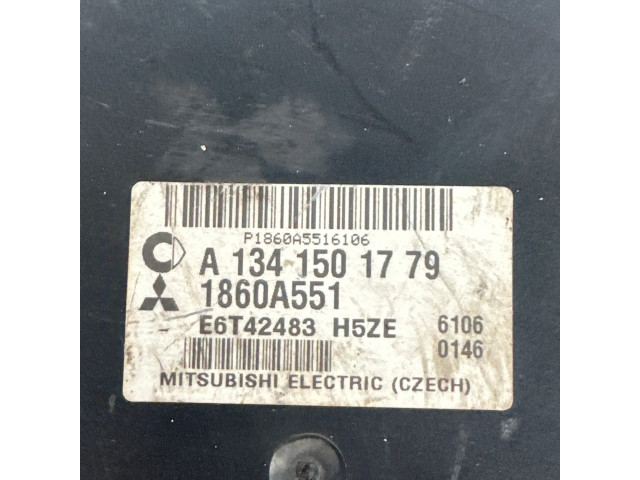 P1860A5516106
A 134 150 17 79
1860A551
E6T42483 H5ZE 6106
0146
MITSUBISHI ELECTRIC (CZECH)